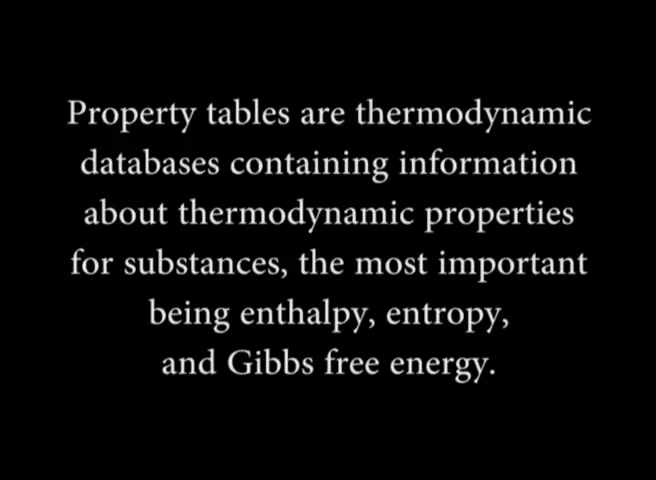 Property tables are thermodynamic
databases containing information
about thermodynamic properties
for substances, the most important
being enthalpy, entropy,
and Gibbs free energy.